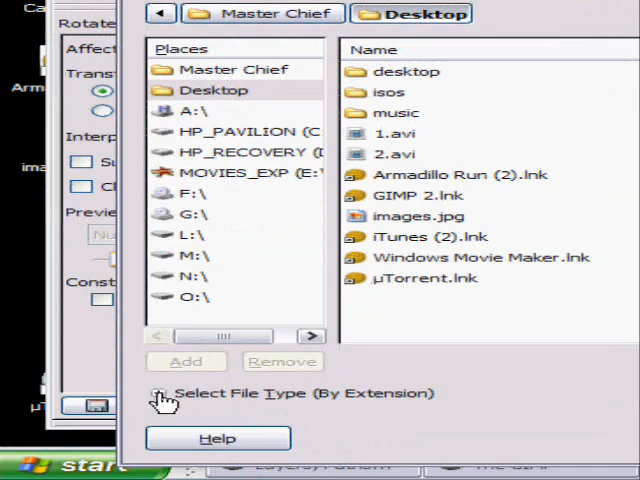 Master Chief
Desktop
Rotate
Affect
Places
Name
Transf
Master Chief
desktop
Desktop
isos
A:\
music
Interp
HP_PAVILION (C
1.avi
HP_RECOVERY (D
2.avi
MOVIES_EXP (E:\
Armadillo Run (2).lnk
F:\
GIMP 2.lnk
Previe
G:\
images.jpg
L:\
iTunes (2).lnk
M:\
Windows Movie Maker.lnk
Const
N:\
µTorrent.lnk
O:\
Add
Remove
Select File Type (By Extension)
Help
start